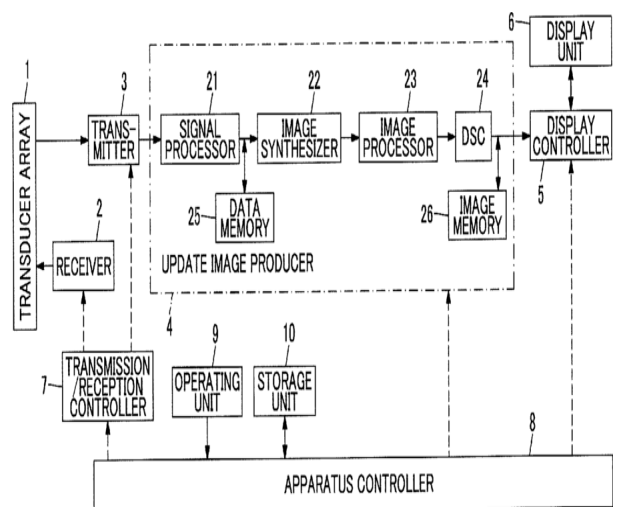 6
DISPLAY
UNIT
1
3
21
22
23
24
TRANSDUCER ARRAY
TRANS-
MITTER
SIGNAL
PROCESSOR
IMAGE
SYNTHESIZER
IMAGE
PROCESSOR
DSC
DISPLAY
CONTROLLER
5
25
DATA
MEMORY
26
IMAGE
MEMORY
2
RECEIVER
UPDATE IMAGE PRODUCER
4
7
TRANSMISSION
/RECEPTION
CONTROLLER
9
OPERATING
UNIT
10
STORAGE
UNIT
8
APPARATUS CONTROLLER